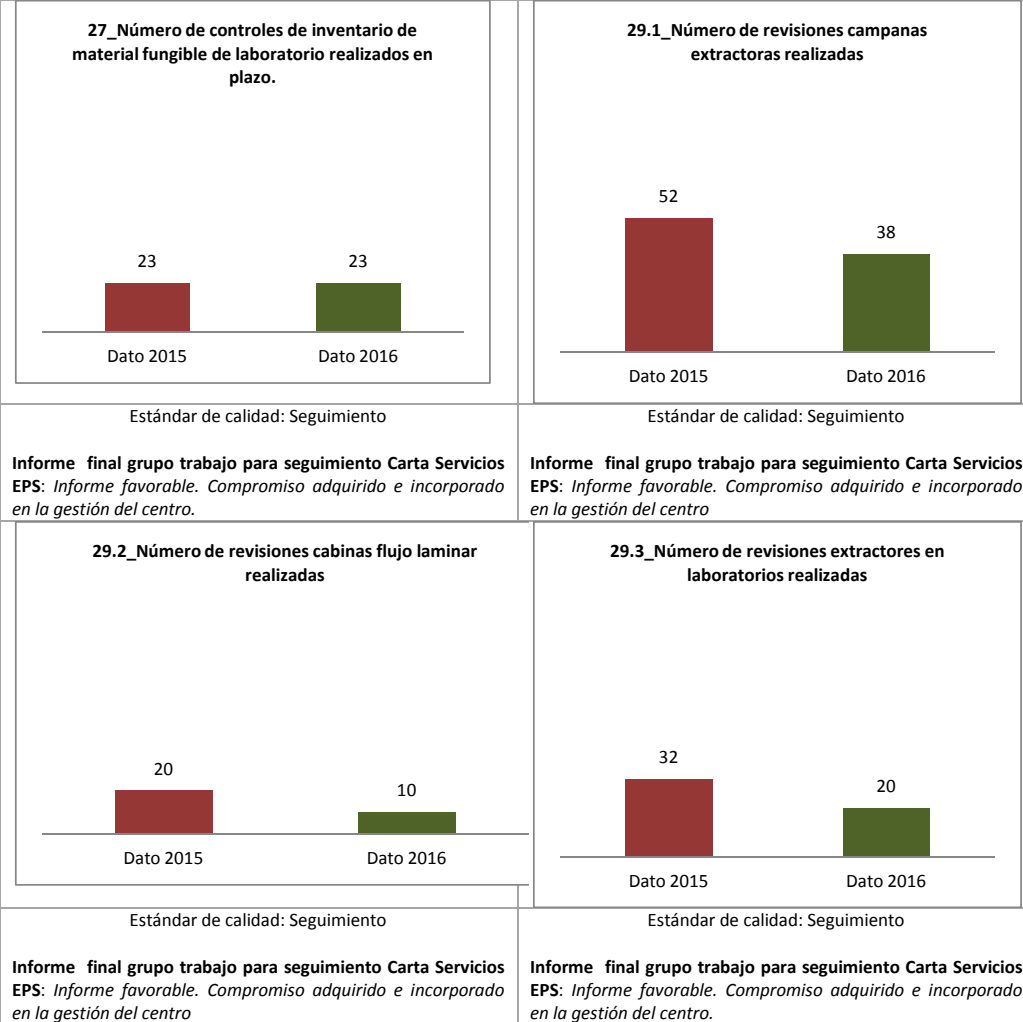 27_Número de controles de inventario de
material fungible de laboratorio realizados en
plazo.
23
23
Dato 2015
Dato 2016
Estándar de calidad: Seguimiento
Informe final grupo trabajo para seguimiento Carta Servicios
EPS: Informe favorable. Compromiso adquirido e incorporado
en la gestión del centro.
29.1_Número de revisiones campanas
extractoras realizadas
52
38
Dato 2015
Dato 2016
Estándar de calidad: Seguimiento
Informe final grupo trabajo para seguimiento Carta Servicios
EPS: Informe favorable. Compromiso adquirido e incorporado
en la gestión del centro
29.2_Número de revisiones cabinas flujo laminar
realizadas
20
10
Dato 2015
Dato 2016
Estándar de calidad: Seguimiento
Informe final grupo trabajo para seguimiento Carta Servicios
EPS: Informe favorable. Compromiso adquirido e incorporado
en la gestión del centro
29.3_Número de revisiones extractores en
laboratorios realizadas
32
20
Dato 2015
Dato 2016
Estándar de calidad: Seguimiento
Informe final grupo trabajo para seguimiento Carta Servicios
EPS: Informe favorable. Compromiso adquirido e incorporado
en la gestión del centro.